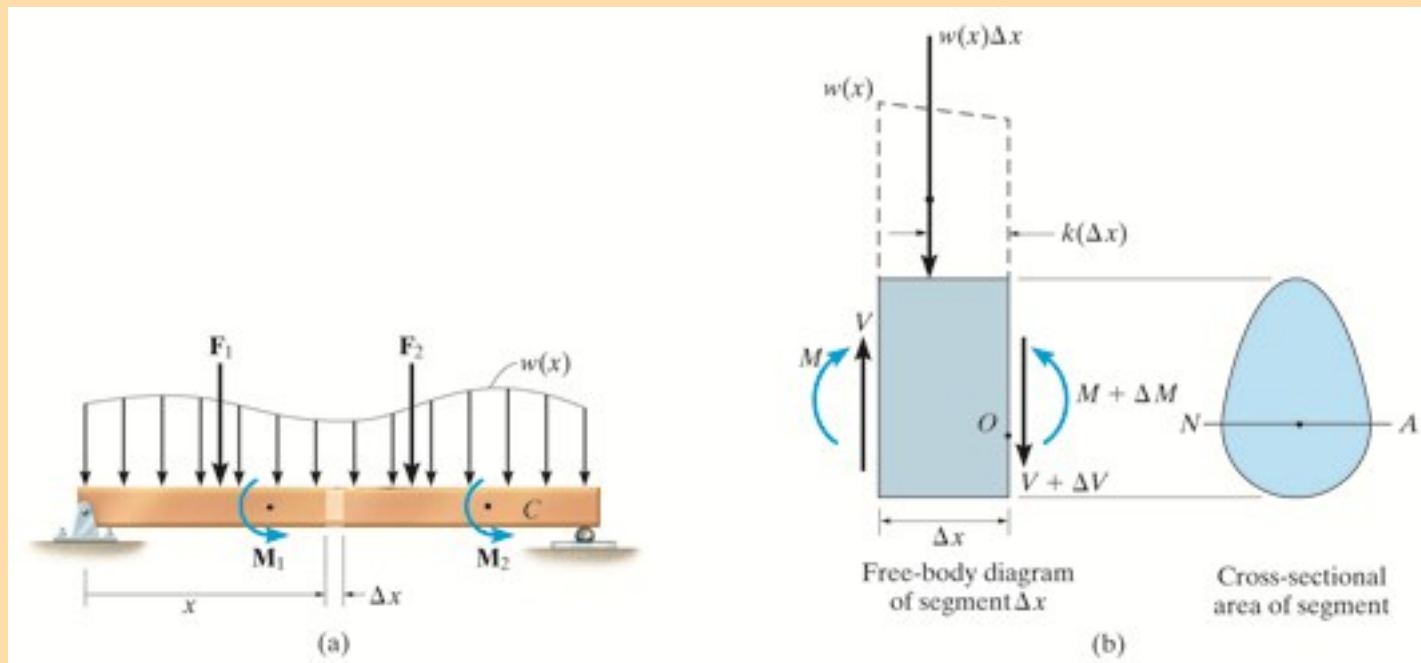 F₁
F₂
w(x)
C
M₁
M₂
x
Δx
(a)
w(x)Δx
w(x)
k(Δx)
V
M
M + ΔM
O
V + ΔV
Δx
Free-body diagram
of segment Δx
N
A
Cross-sectional
area of segment
(b)